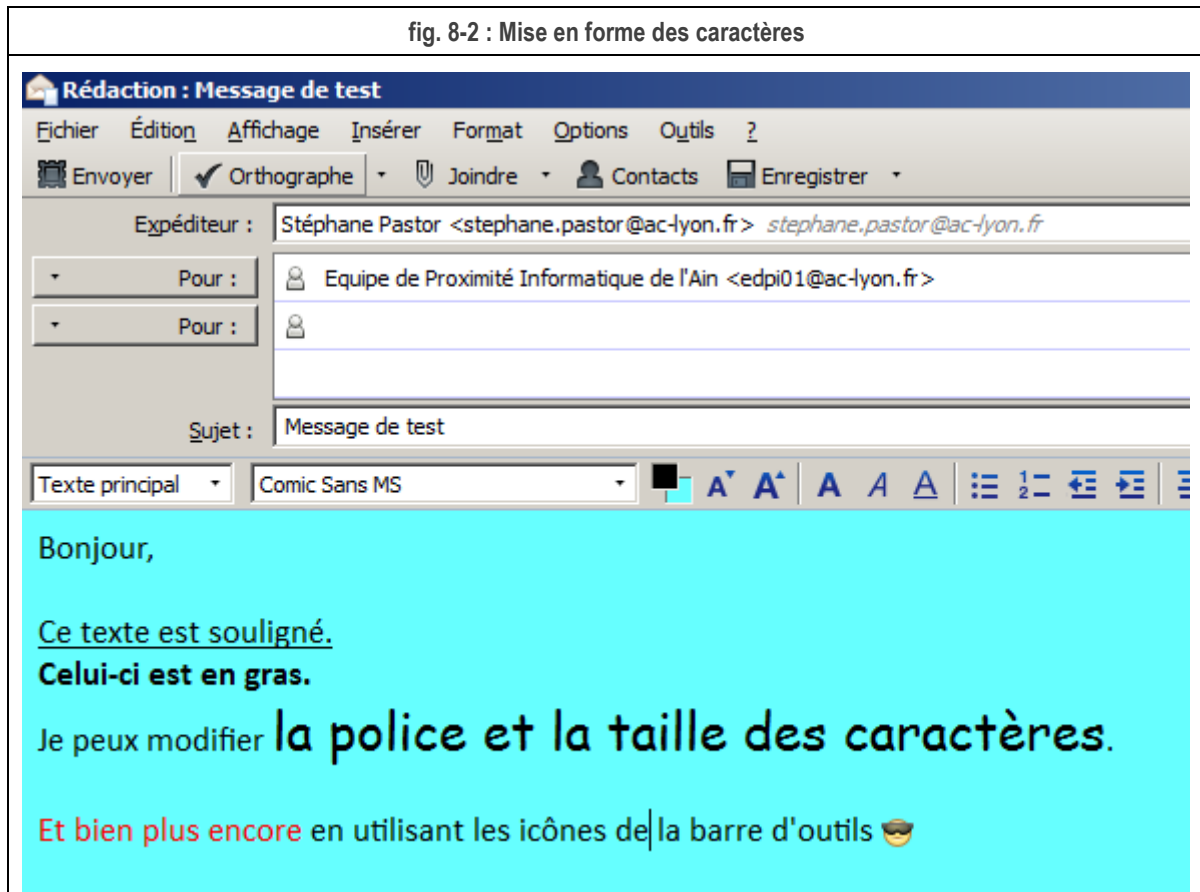 fig. 8-2 : Mise en forme des caractères
Rédaction : Message de test
Fichier Édition Affichage Insérer Format Options Outils ?
Envoyer Orthographe Joindre Contacts Enregistrer
Expéditeur : Stéphane Pastor <stephane.pastor@ac-lyon.fr> stephane.pastor@ac-lyon.fr
Pour : Equipe de Proximité Informatique de l'Ain <edpi01@ac-lyon.fr>
Pour :
Sujet : Message de test
Texte principal Comic Sans MS A A A A A
Bonjour,
Ce texte est souligné.
Celui-ci est en gras.
Je peux modifier la police et la taille des caractères.
Et bien plus encore en utilisant les icônes de la barre d'outils